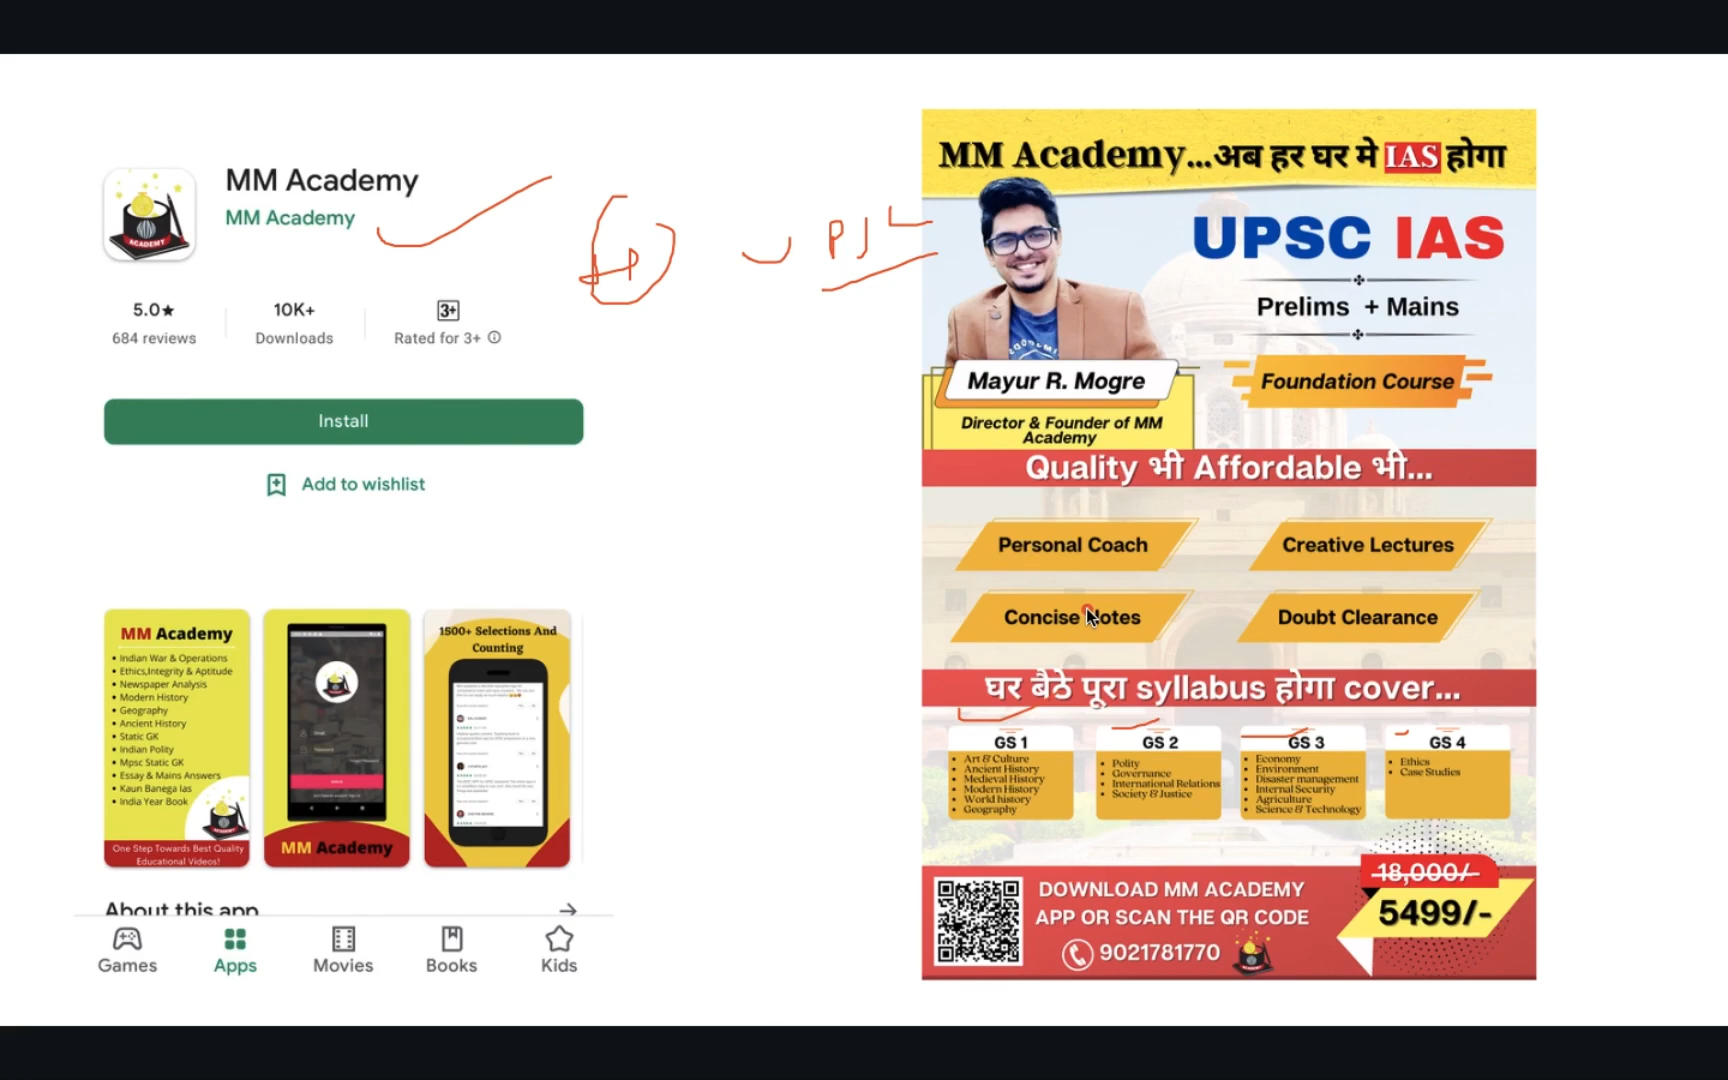 MM Academy
MM Academy
5.0★
684 reviews
10K+
Downloads
3+
Rated for 3+
Install
Add to wishlist
MM Academy
• Indian War & Operations
• Ethics,Integrity & Aptitude
• Newspaper Analysis
• Modern History
• Geography
• Ancient History
• Static GK
• Indian Polity
• Mpsc Static GK
• Essay & Mains Answers
• Kaun Banega Ias
• India Year Book
ACADEMY
One Step Towards Best Quality
Educational Videos!
MM Academy
1500+ Selections And
Counting
About this app
Games
Apps
Movies
Books
Kids
MM Academy...अब हर घर मे IAS होगा
UPSC IAS
Prelims + Mains
Foundation Course
Mayur R. Mogre
Director & Founder of MM
Academy
Quality भी Affordable भी...
Personal Coach
Creative Lectures
Concise Notes
Doubt Clearance
घर बैठे पूरा syllabus होगा cover...
GS 1
• Art & Culture
• Ancient History
• Medieval History
• Modern History
• World history
• Geography
GS 2
• Polity
• Governance
• International Relations
• Society & Justice
GS 3
• Economy
• Environment
• Disaster management
• Internal Security
• Agriculture
• Science & Technology
GS 4
• Ethics
• Case Studies
DOWNLOAD MM ACADEMY
APP OR SCAN THE QR CODE
9021781770
18,000/-
5499/-